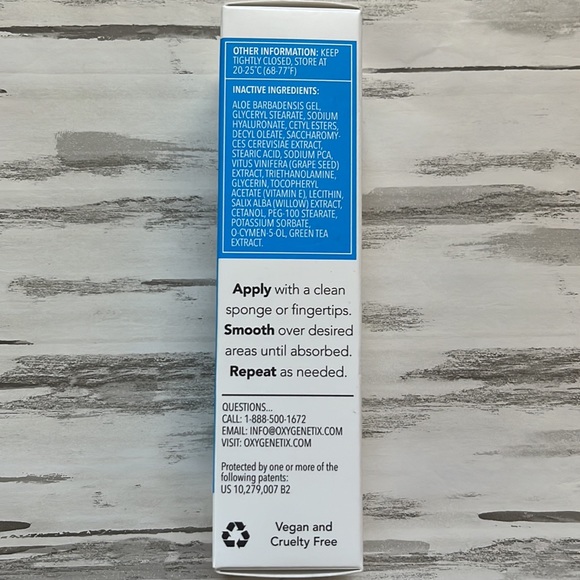 OTHER INFORMATION: KEEP
TIGHTLY CLOSED, STORE AT
20-25°C (68-77°F)
INACTIVE INGREDIENTS:
ALOE BARBADENSIS GEL,
GLYCERYL STEARATE, SODIUM
HYALURONATE, CETYL ESTERS,
DECYL OLEATE, SACCHAROMY-
CES CEREVISIAE EXTRACT,
STEARIC ACID, SODIUM PCA,
VITUS VINIFERA (GRAPE SEED)
EXTRACT, TRIETHANOLAMINE,
GLYCERIN, TOCOPHERYL
ACETATE (VITAMIN E), LECITHIN,
SALIX ALBA (WILLOW) EXTRACT,
CETANOL, PEG-100 STEARATE,
POTASSIUM SORBATE,
O-CYMEN-5-OL, GREEN TEA
EXTRACT.
Apply with a clean
sponge or fingertips.
Smooth over desired
areas until absorbed.
Repeat as needed.
QUESTIONS...
CALL: 1-888-500-1672
EMAIL: INFO@OXYGENETIX.COM
VISIT: OXYGENETIX.COM
Protected by one or more of the
following patents:
US 10,279,007 B2
Vegan and
Cruelty Free